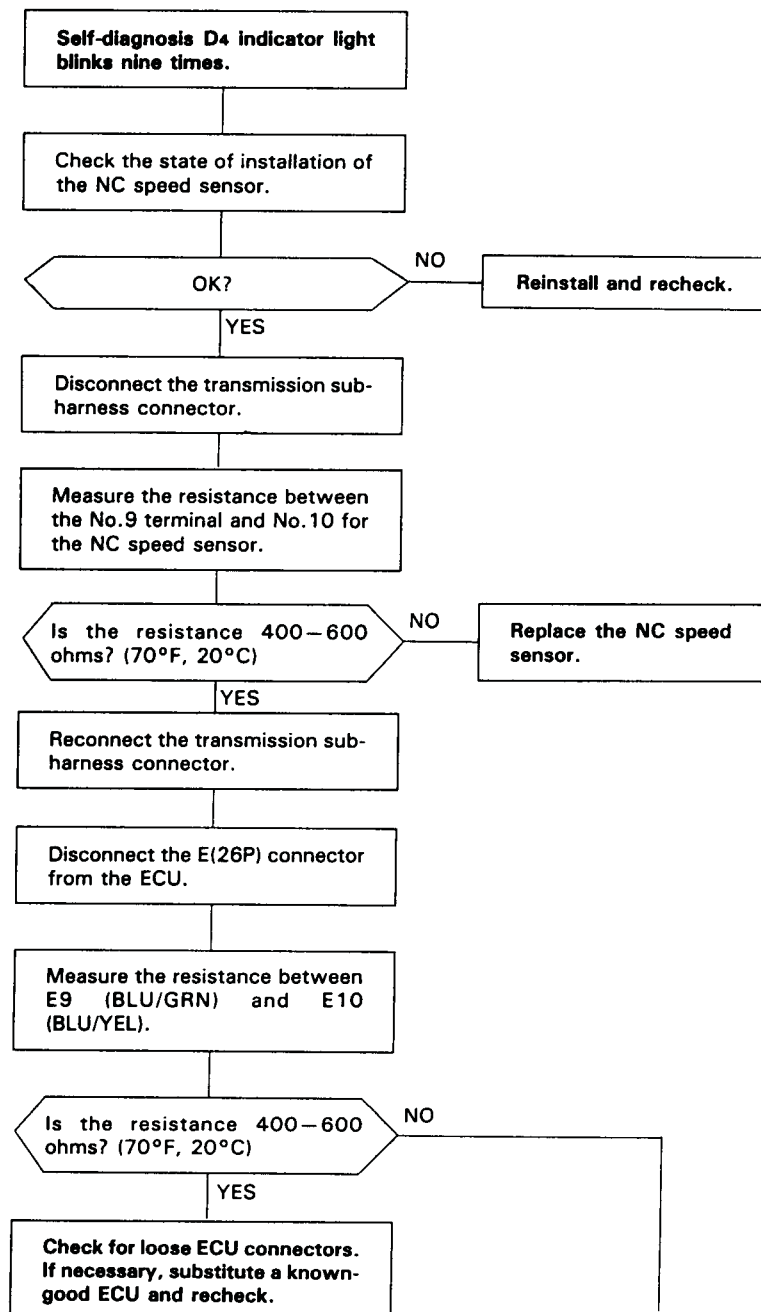 Self-diagnosis D4 indicator light
blinks nine times.
Check the state of installation of
the NC speed sensor.
OK?
NO
Reinstall and recheck.
YES
Disconnect the transmission sub-
harness connector.
Measure the resistance between
the No.9 terminal and No.10 for
the NC speed sensor.
Is the resistance 400–600
ohms? (70°F, 20°C)
NO
Replace the NC speed
sensor.
YES
Reconnect the transmission sub-
harness connector.
Disconnect the E(26P) connector
from the ECU.
Measure the resistance between
E9 (BLU/GRN) and E10
(BLU/YEL).
Is the resistance 400–600
ohms? (70°F, 20°C)
NO
YES
Check for loose ECU connectors.
If necessary, substitute a known-
good ECU and recheck.